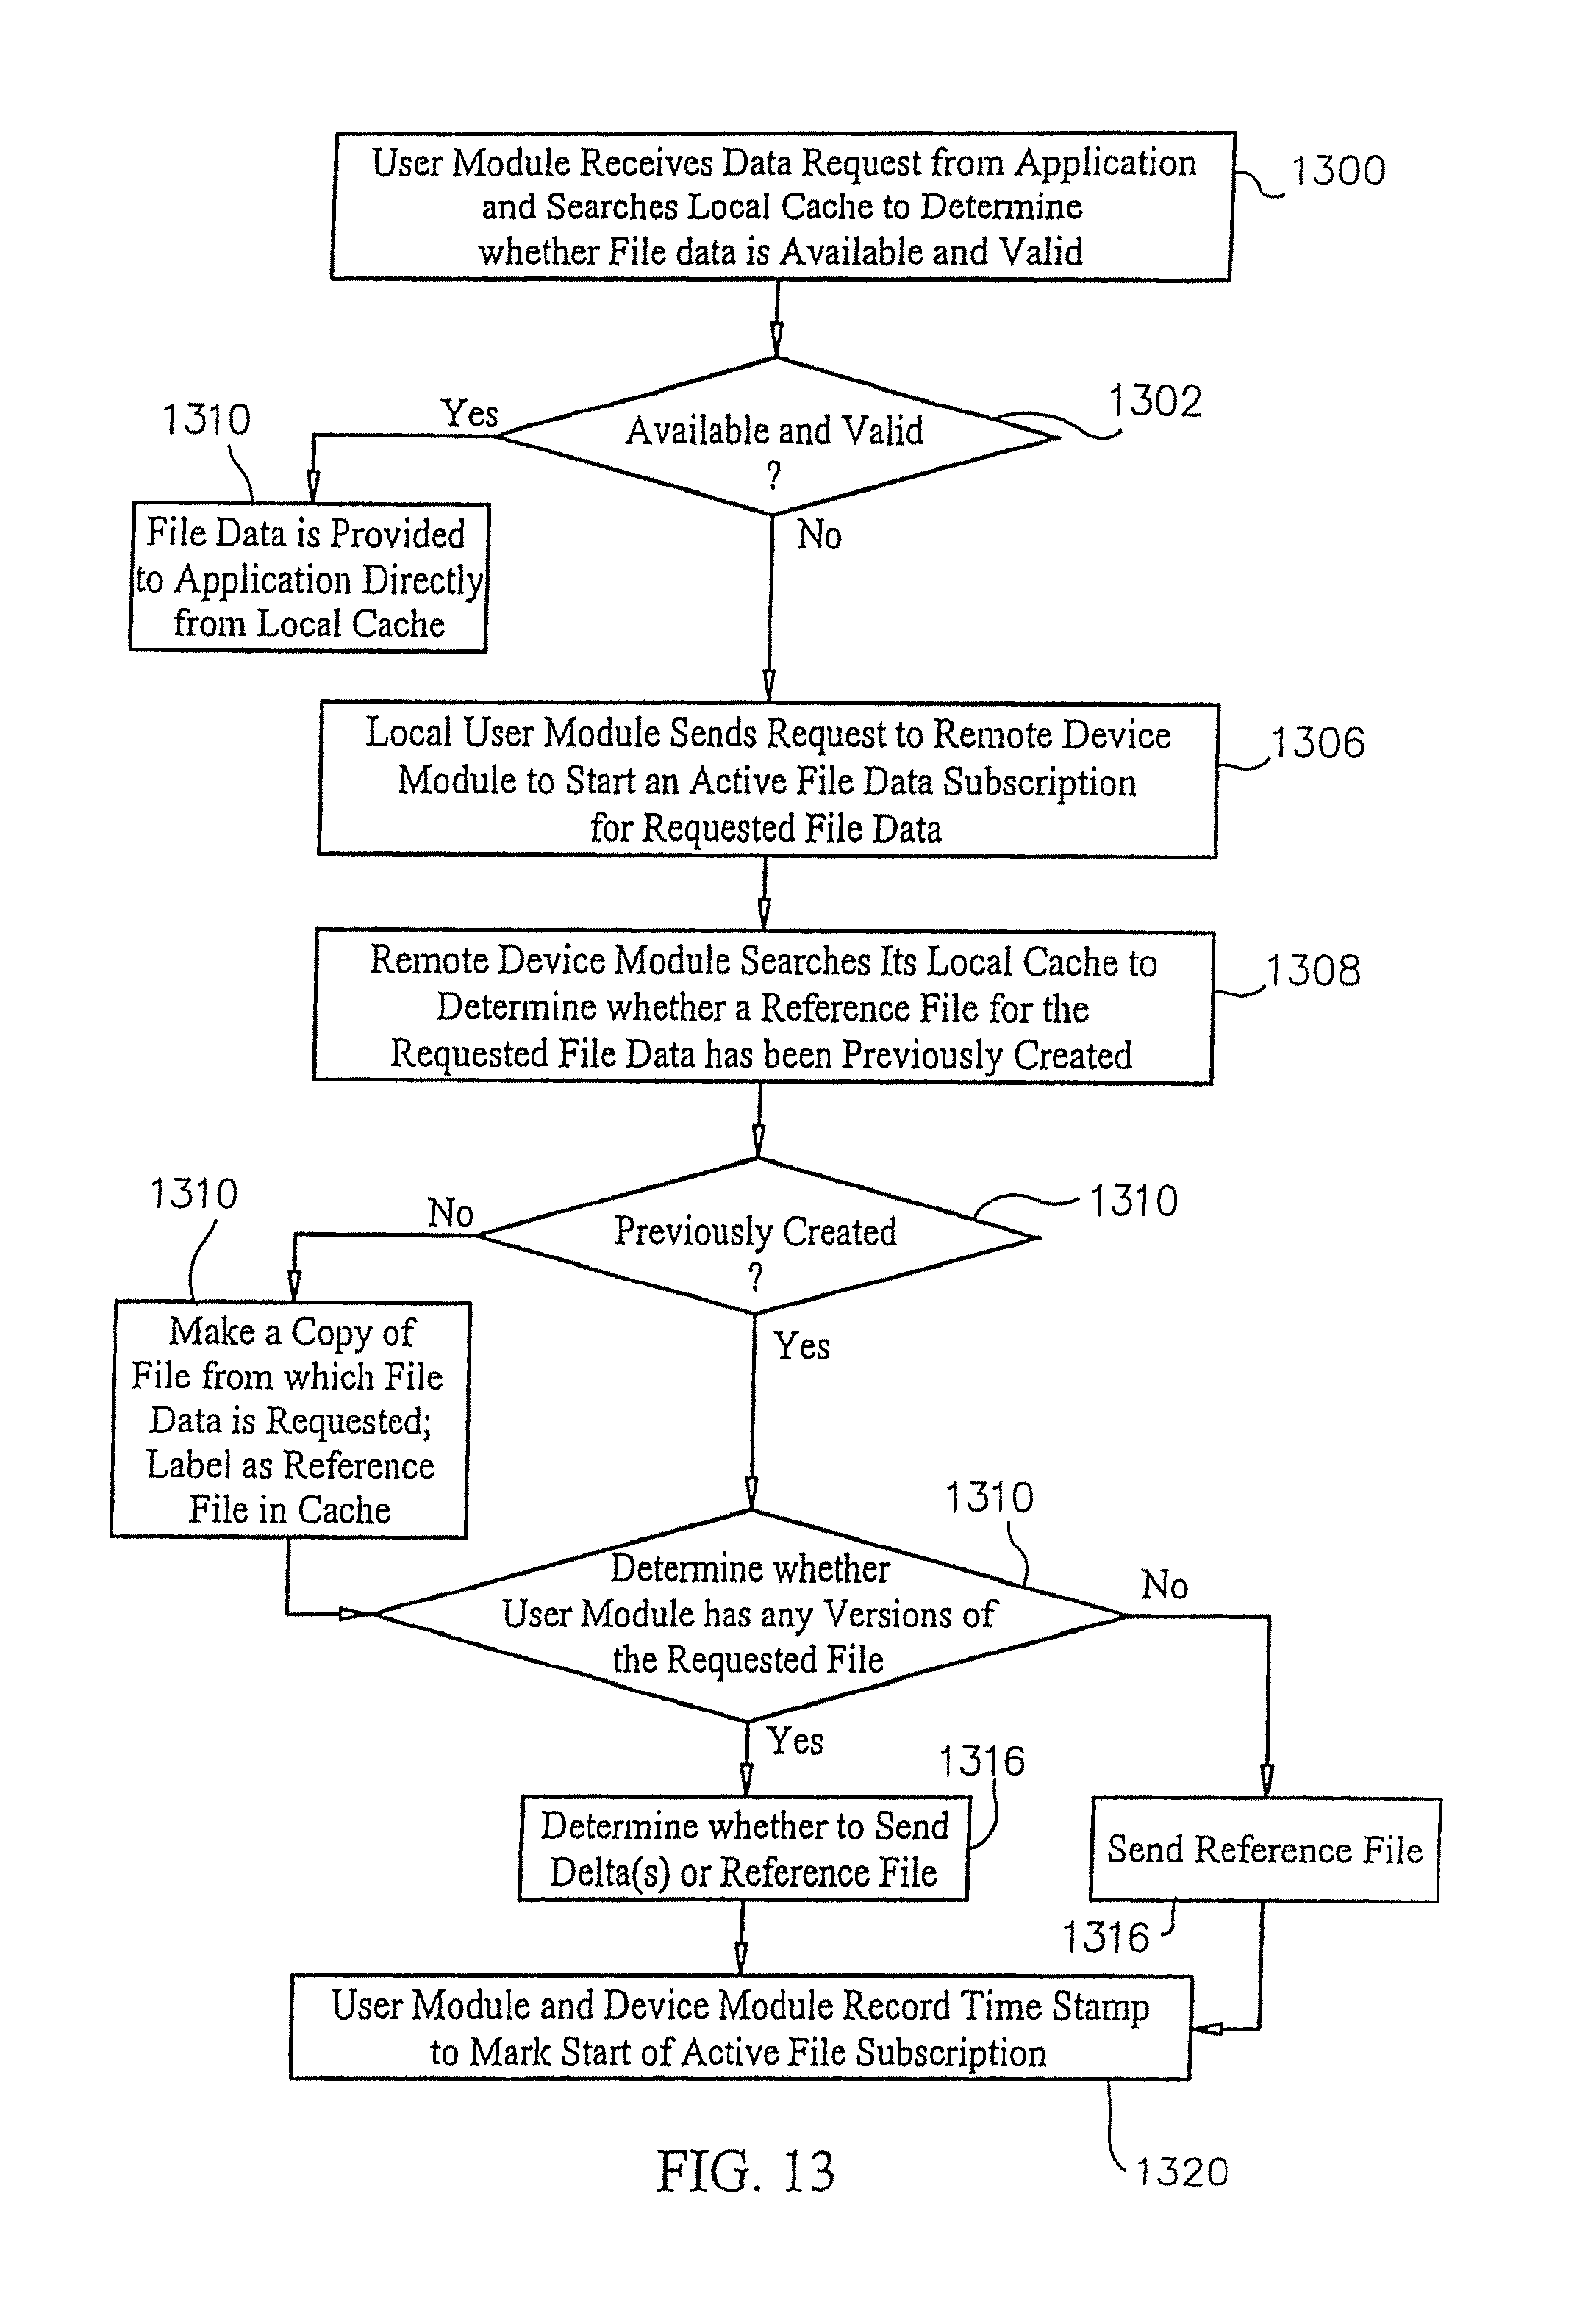 User Module Receives Data Request from Application
and Searches Local Cache to Determine
whether File data is Available and Valid
1300
1302
Available and Valid
?
Yes
1310
No
File Data is Provided
to Application Directly
from Local Cache
Local User Module Sends Request to Remote Device
Module to Start an Active File Data Subscription
for Requested File Data
1306
Remote Device Module Searches Its Local Cache to
Determine whether a Reference File for the
Requested File Data has been Previously Created
1308
1310
Previously Created
?
No
1310
Yes
Make a Copy of
File from which File
Data is Requested;
Label as Reference
File in Cache
1310
Determine whether
User Module has any Versions of
the Requested File
No
Yes
1316
Determine whether to Send
Delta(s) or Reference File
Send Reference File
1316
User Module and Device Module Record Time Stamp
to Mark Start of Active File Subscription
1320
FIG. 13